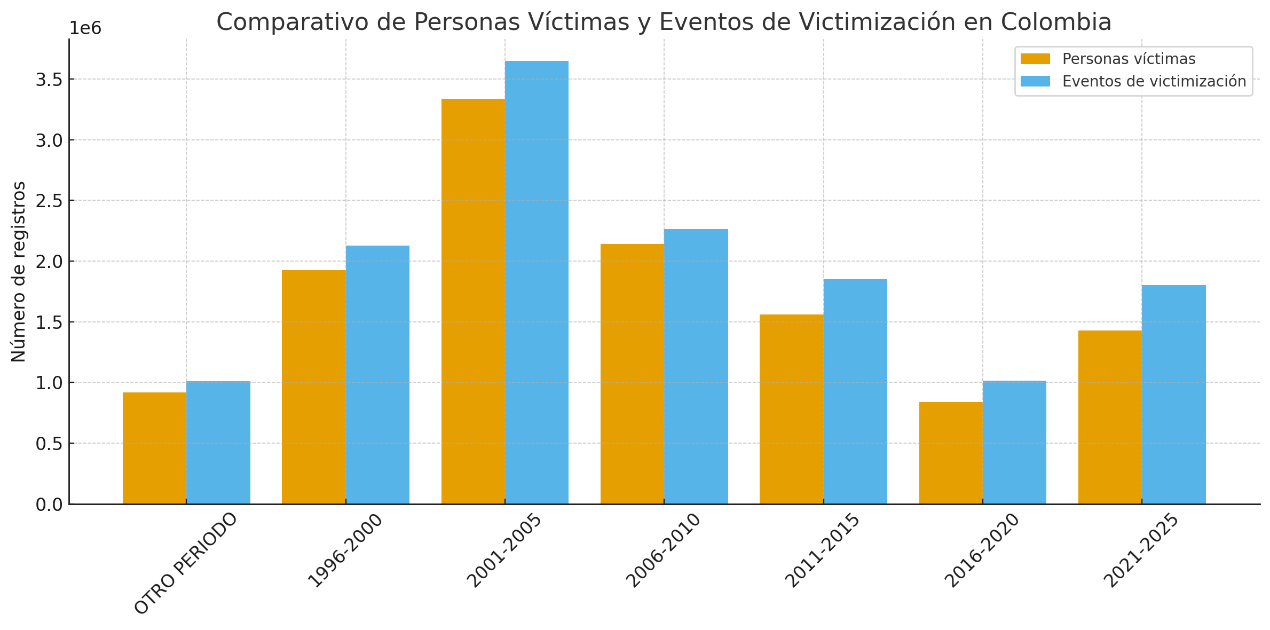 Comparativo de Personas Víctimas y Eventos de Victimización en Colombia
1e6
Personas víctimas
Eventos de victimización
Número de registros
3.5
3.0
2.5
2.0
1.5
1.0
0.5
0.0
OTRO PERIODO
1996-2000
2001-2005
2006-2010
2011-2015
2016-2020
2021-2025